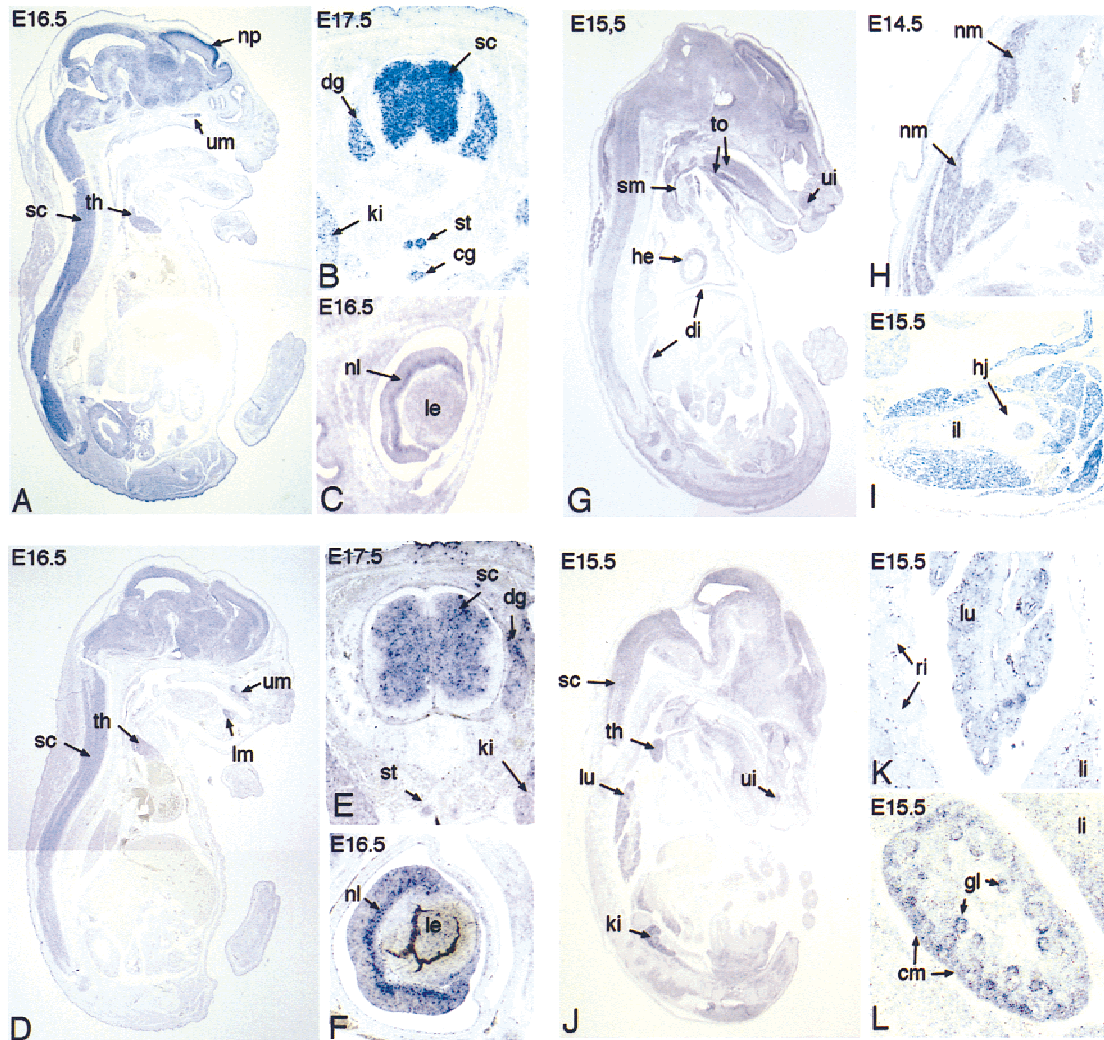 E16.5
np
um
th
sc
A
E17.5
sc
dg
ki
st
cg
B
E16.5
nl
le
C
E15,5
to
sm
ui
he
di
G
E14.5
nm
nm
H
E15.5
hj
il
I
E16.5
um
th
lm
sc
D
E17.5
sc
dg
ki
st
E
E16.5
nl
le
F
E15.5
sc
th
lu
ui
ki
J
E15.5
lu
ri
li
K
E15.5
li
gl
cm
L